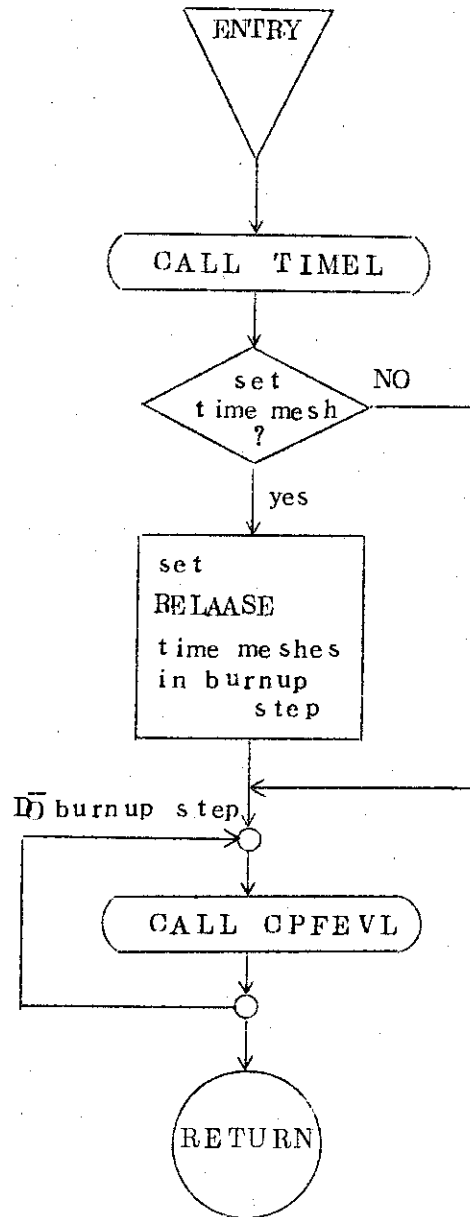 ENTRY
CALL TIMEL
set
time mesh
?
NO
yes
set
RELAASE
time meshes
in burnup
step
DO burnup step
CALL CPFEVL
RETURN